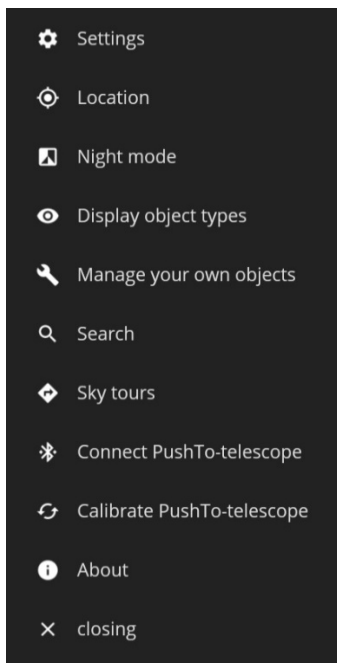 Settings
Location
Night mode
Display object types
Manage your own objects
Search
Sky tours
Connect PushTo-telescope
Calibrate PushTo-telescope
About
closing